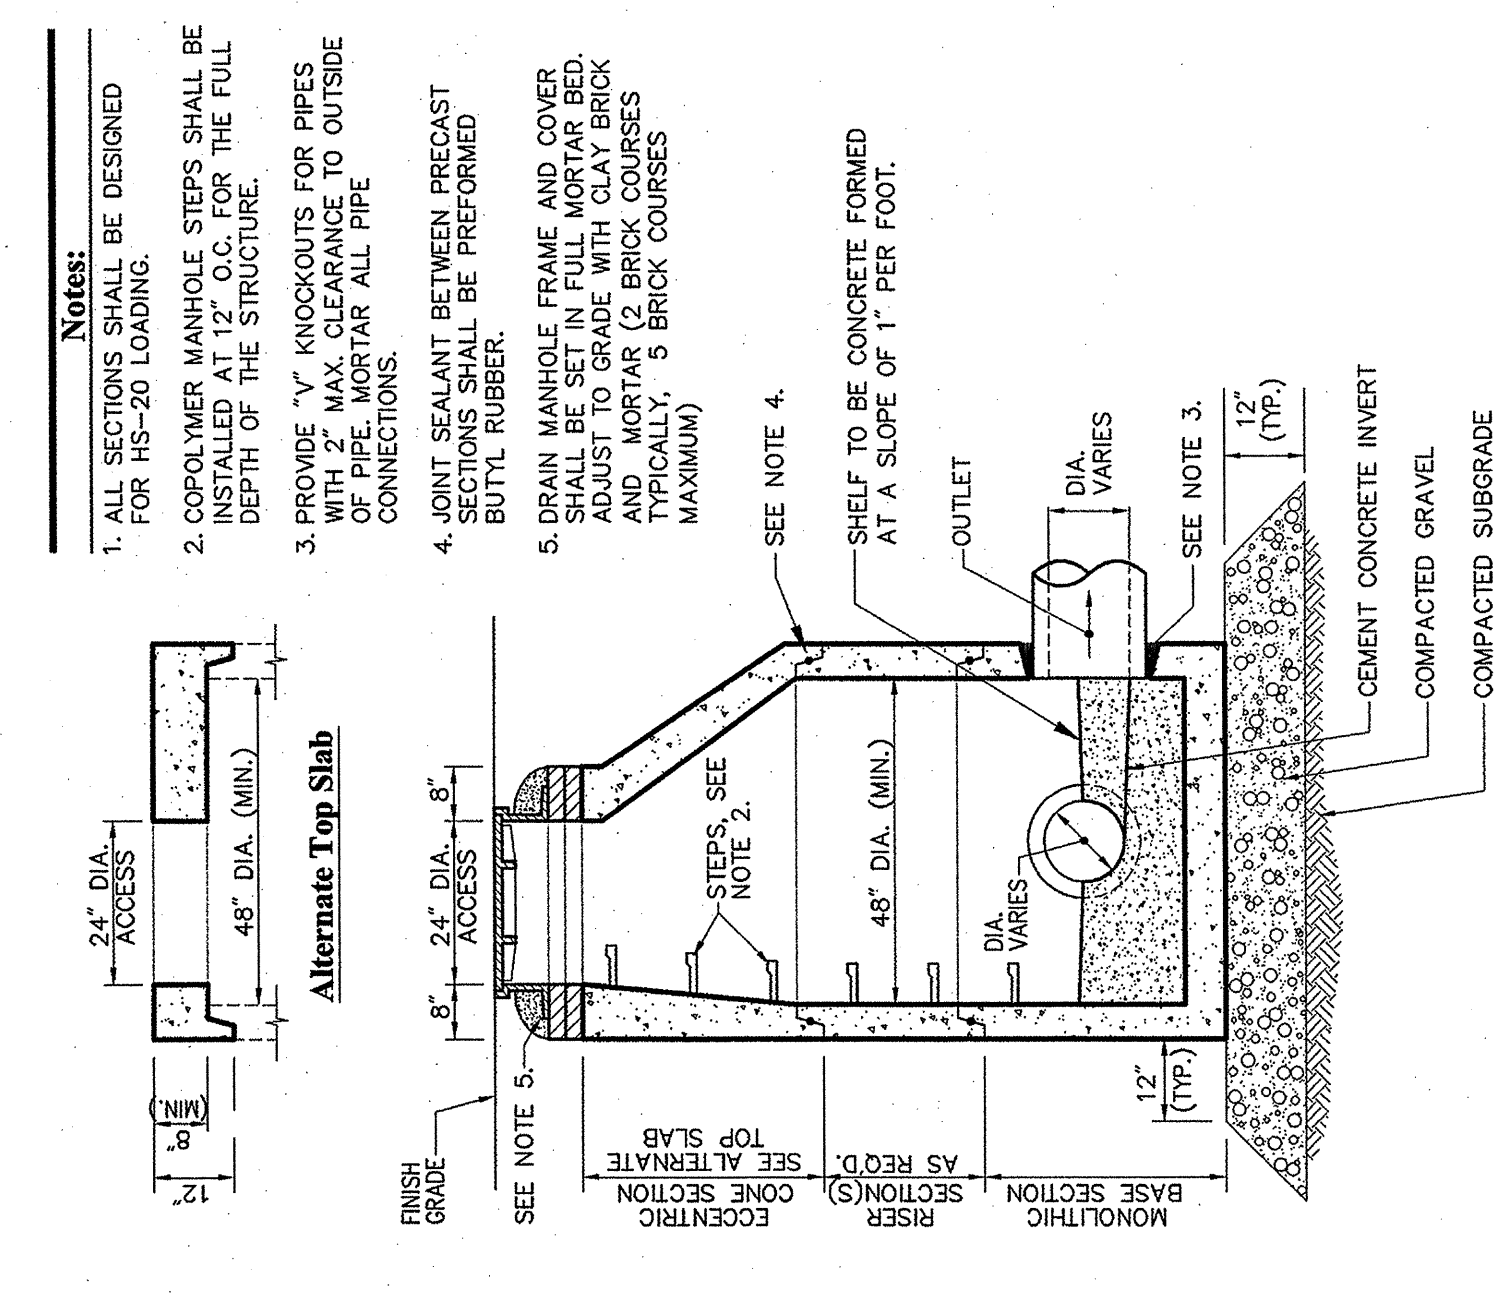 Notes:
1. ALL SECTIONS SHALL BE DESIGNED
FOR HS-20 LOADING.
2. COPOLYMER MANHOLE STEPS SHALL BE
INSTALLED AT 12" O.C. FOR THE FULL
DEPTH OF THE STRUCTURE.
3. PROVIDE "V" KNOCKOUTS FOR PIPES
WITH 2" MAX. CLEARANCE TO OUTSIDE
OF PIPE. MORTAR ALL PIPE
CONNECTIONS.
4. JOINT SEALANT BETWEEN PRECAST
SECTIONS SHALL BE PREFORMED
BUTYL RUBBER.
5. DRAIN MANHOLE FRAME AND COVER
SHALL BE SET IN FULL MORTAR BED.
ADJUST TO GRADE WITH CLAY BRICK
AND MORTAR (2 BRICK COURSES
TYPICALLY, 5 BRICK COURSES
MAXIMUM)
24" DIA.
ACCESS
48" DIA. (MIN.)
8"
(MIN.)
12"
Alternate Top Slab
FINISH
GRADE
8"
24" DIA.
ACCESS
8"
SEE NOTE 5.
STEPS, SEE
NOTE 2.
SEE NOTE 4.
48" DIA. (MIN.)
SHELF TO BE CONCRETE FORMED
AT A SLOPE OF 1" PER FOOT.
OUTLET
DIA.
VARIES
DIA.
VARIES
SEE NOTE 3.
12"
(TYP.)
12"
(TYP.)
ECCENTRIC
CONE SECTION
SEE ALTERNATE
TOP SLAB
RISER
SECTION(S)
AS REQ'D.
MONOLITHIC
BASE SECTION
CEMENT CONCRETE INVERT
COMPACTED GRAVEL
COMPACTED SUBGRADE